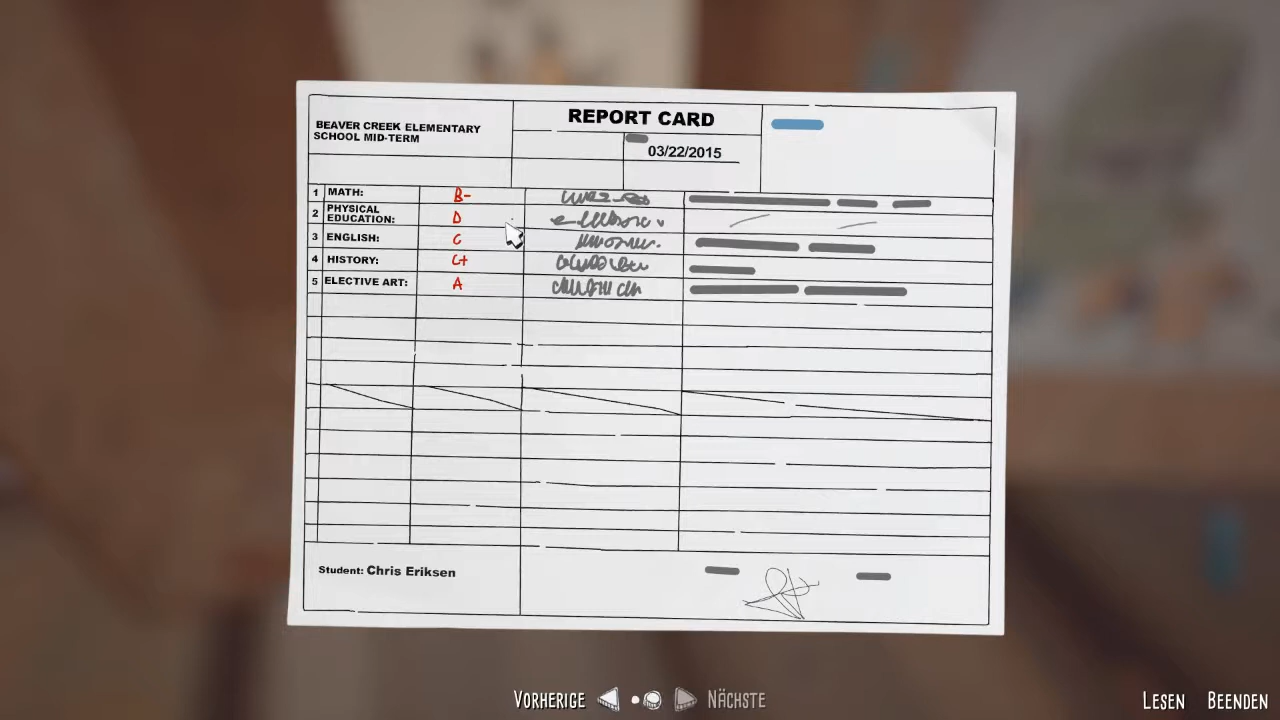 REPORT CARD
BEAVER CREEK ELEMENTARY
SCHOOL MID-TERM
03/22/2015
1 MATH: B-
2 PHYSICAL
EDUCATION: D
3 ENGLISH: C
4 HISTORY: C+
5 ELECTIVE ART: A
Student: Chris Eriksen
VORHERIGE NÄCHSTE
LESEN BEENDEN